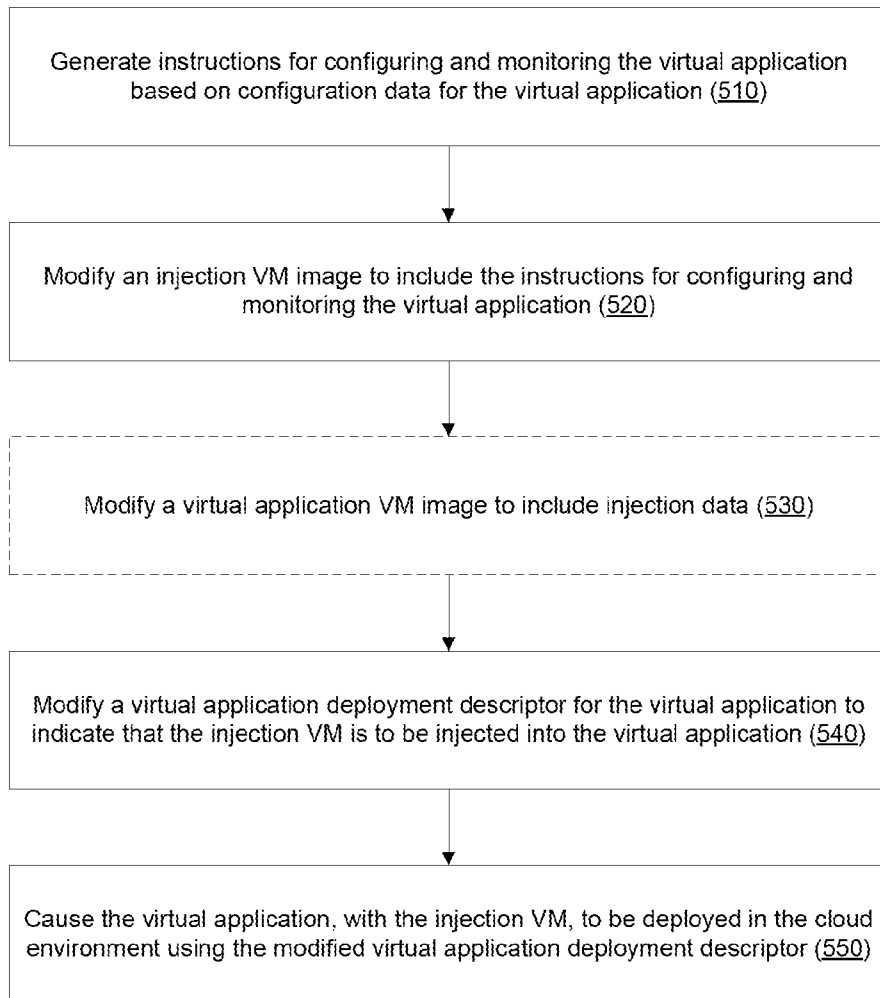 Generate instructions for configuring and monitoring the virtual application
based on configuration data for the virtual application (510)
Modify an injection VM image to include the instructions for configuring and
monitoring the virtual application (520)
Modify a virtual application VM image to include injection data (530)
Modify a virtual application deployment descriptor for the virtual application to
indicate that the injection VM is to be injected into the virtual application (540)
Cause the virtual application, with the injection VM, to be deployed in the cloud
environment using the modified virtual application deployment descriptor (550)